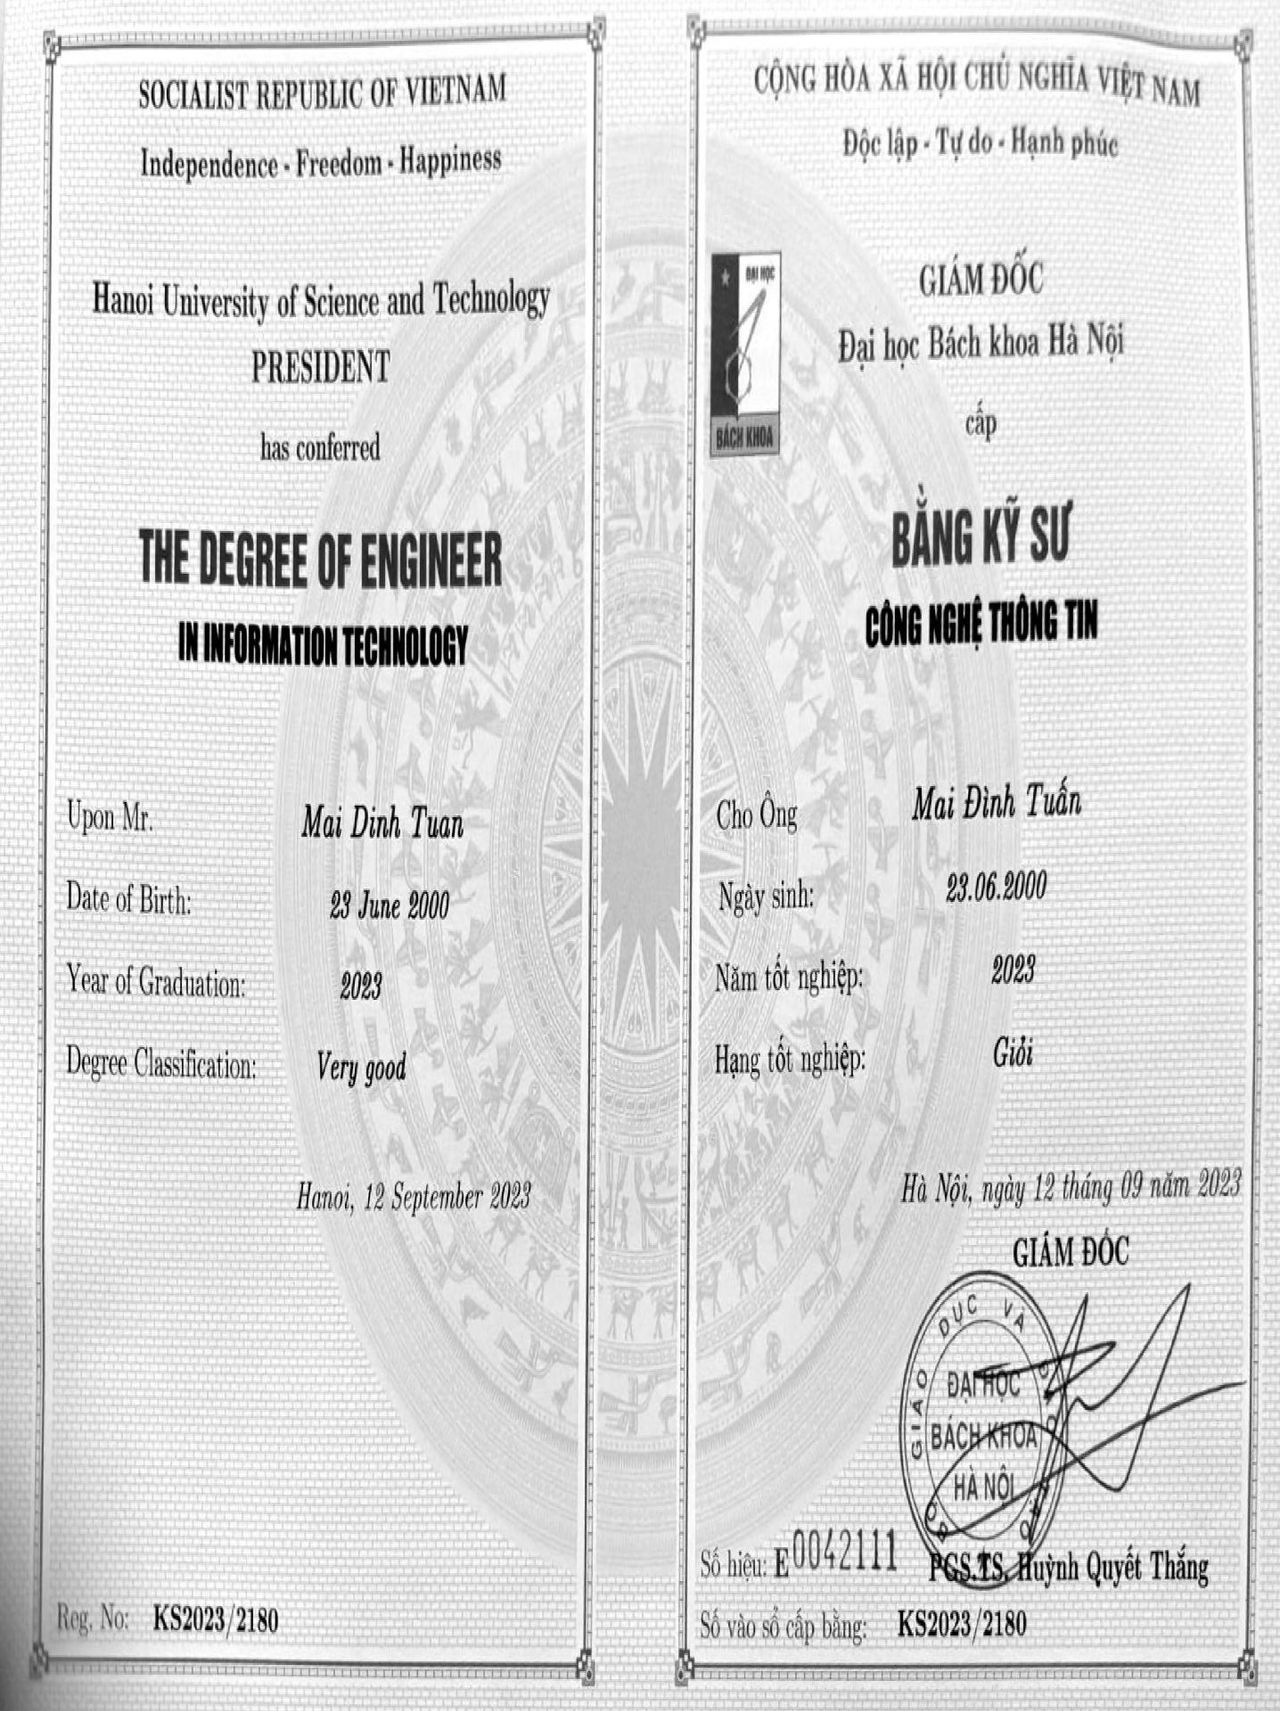 SOCIALIST REPUBLIC OF VIETNAM
Independence - Freedom - Happiness
Hanoi University of Science and Technology
PRESIDENT
has conferred
THE DEGREE OF ENGINEER
IN INFORMATION TECHNOLOGY
Upon Mr. Mai Dinh Tuan
Date of Birth: 23 June 2000
Year of Graduation: 2023
Degree Classification: Very good
Hanoi, 12 September 2023
Reg. No: KS2023/2180
CỘNG HÒA XÃ HỘI CHỦ NGHĨA VIỆT NAM
Độc lập - Tự do - Hạnh phúc
ĐẠI HỌC
BÁCH KHOA
GIÁM ĐỐC
Đại học Bách khoa Hà Nội
cấp
BẰNG KỸ SƯ
CÔNG NGHỆ THÔNG TIN
Cho Ông Mai Đình Tuấn
Ngày sinh: 23.06.2000
Năm tốt nghiệp: 2023
Hạng tốt nghiệp: Giỏi
Hà Nội, ngày 12 tháng 09 năm 2023
GIÁM ĐỐC
GIÁO DỤC VÀ
ĐẠI HỌC
BÁCH KHOA
HÀ NỘI
Số hiệu: E0042111
PGS.TS. Huỳnh Quyết Thắng
Số vào sổ cấp bằng: KS2023/2180